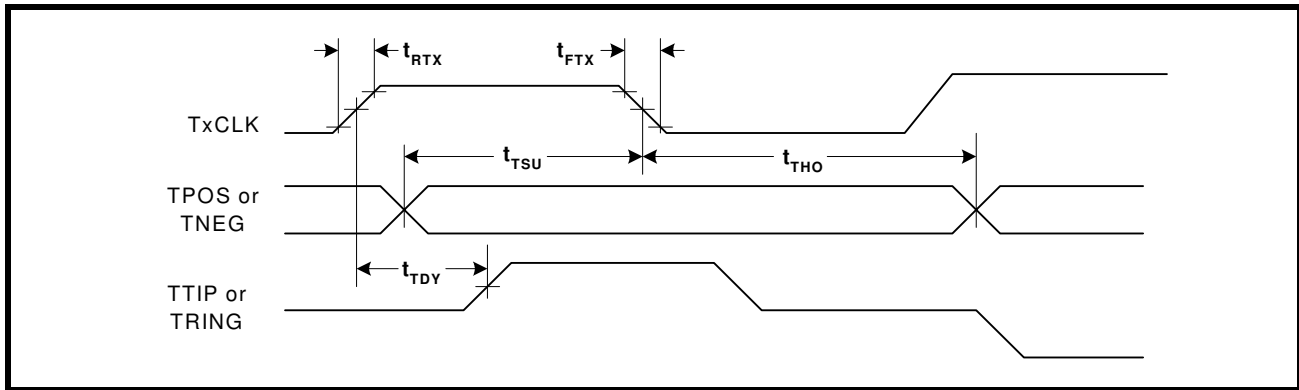 tRTX
tFTX
TxCLK
tTSU
tTHO
TPOS or
TNEG
tTDY
TTIP or
TRING